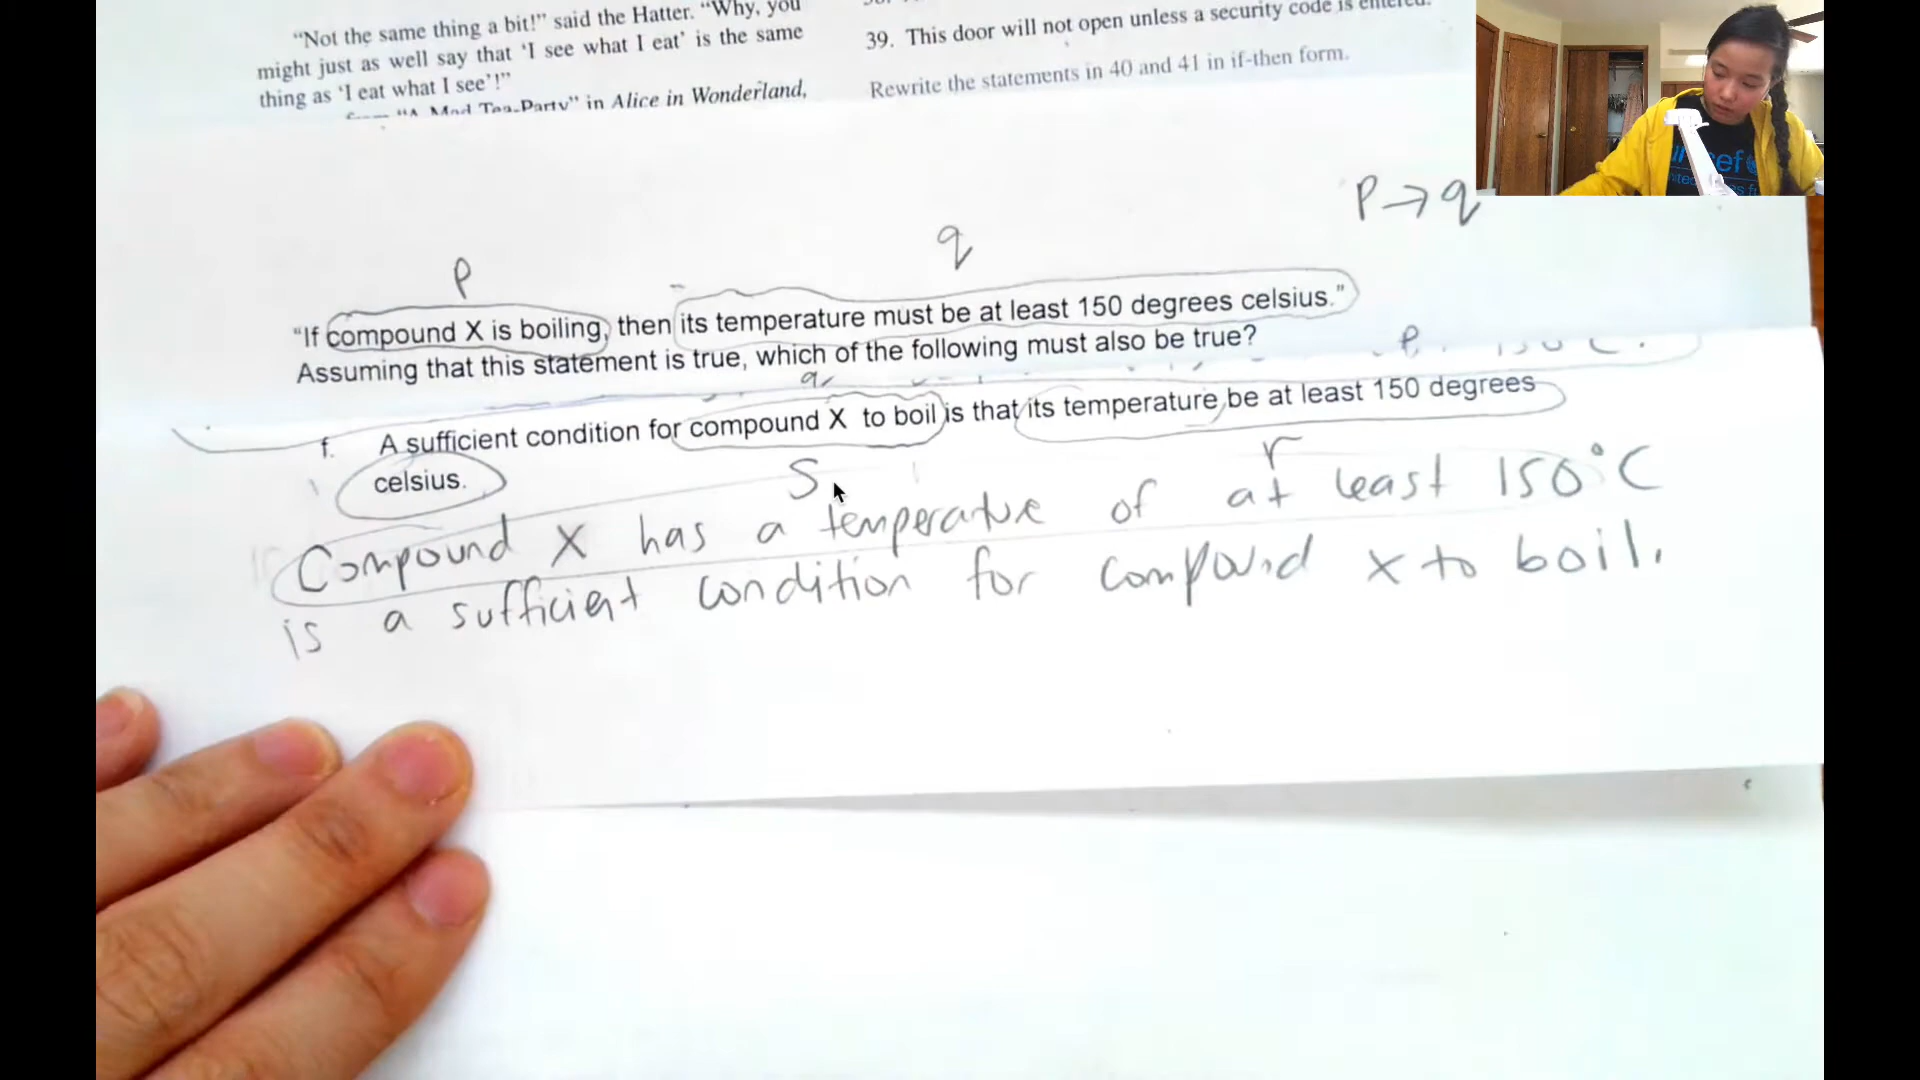 “Not the same thing a bit!” said the Hatter. “Why, you
might just as well say that ‘I see what I eat’ is the same
thing as ‘I eat what I see’!”
“A Mad Tea-Party” in Alice in Wonderland,
39. This door will not open unless a security code is entered.
Rewrite the statements in 40 and 41 in if-then form.
p → q
p
q
“If compound X is boiling, then its temperature must be at least 150 degrees celsius.”
Assuming that this statement is true, which of the following must also be true?
f. A sufficient condition for compound X to boil is that its temperature be at least 150 degrees
celsius.
s
r
Compound X has a temperature of at least 150°C
is a sufficient condition for compound X to boil.